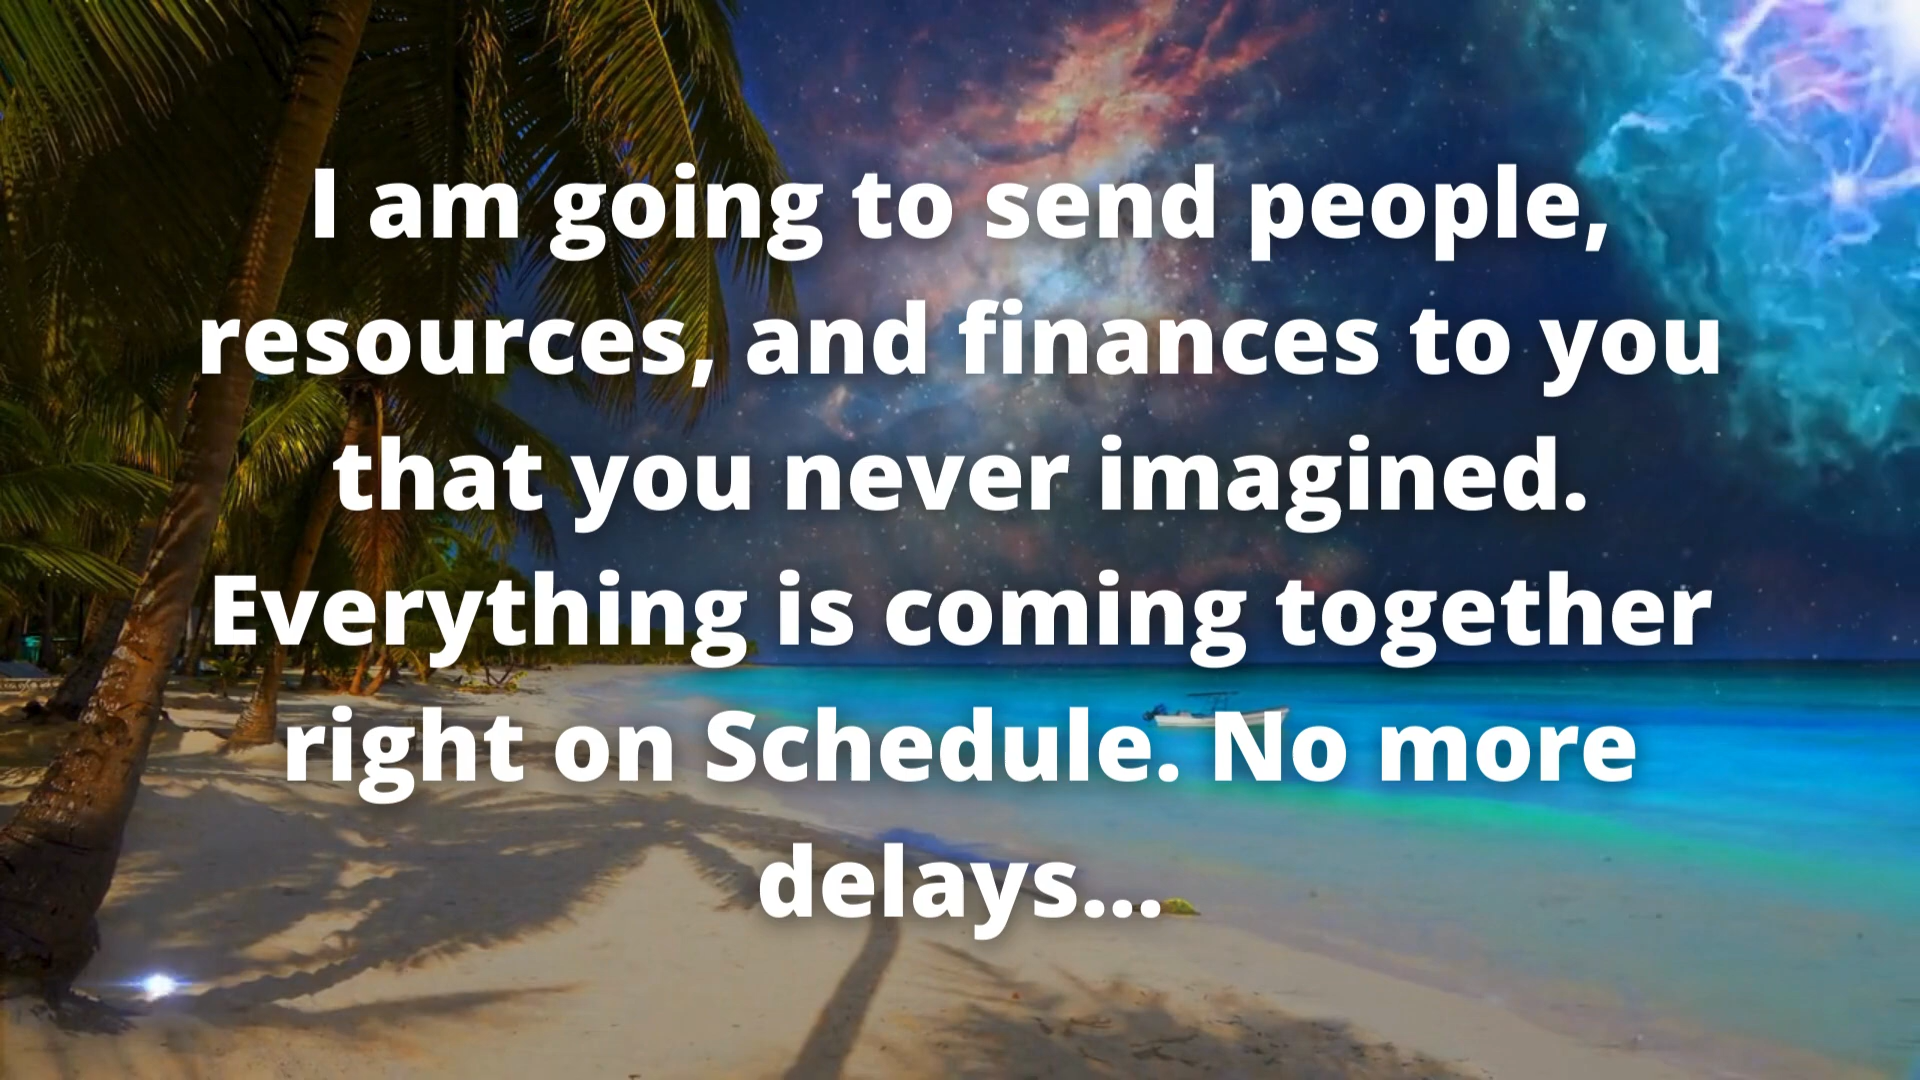 I am going to send people,
resources, and finances to you
that you never imagined.
Everything is coming together
right on Schedule. No more
delays...